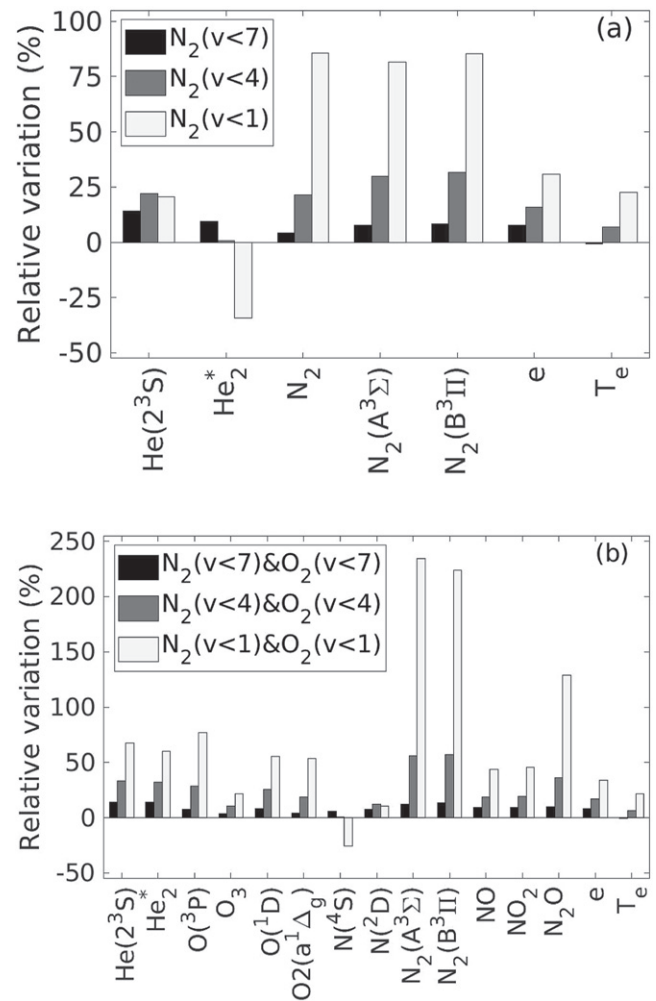 (a)
Relative variation (%)
100
75
50
25
0
-25
-50
N₂(v<7)
N₂(v<4)
N₂(v<1)
He(2³S)
He₂*
N₂
N₂(A³Σ)
N₂(B³Π)
e
Tₑ
(b)
Relative variation (%)
250
200
150
100
50
0
-50
N₂(v<7)&O₂(v<7)
N₂(v<4)&O₂(v<4)
N₂(v<1)&O₂(v<1)
He(2³S)
He₂*
O(³P)
O₃
O(¹D)
O2(a¹Δg)
N(⁴S)
N(²D)
N₂(A³Σ)
N₂(B³Π)
NO
NO₂
N₂O
e
Tₑ